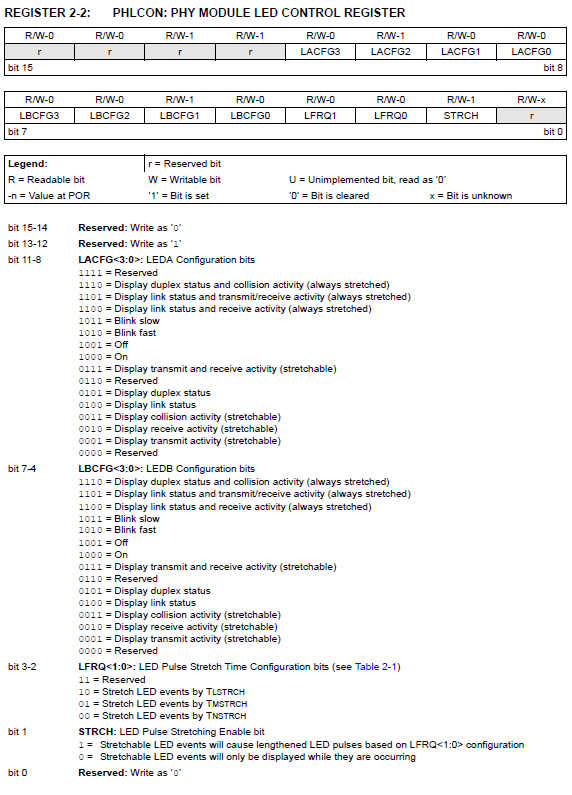 REGISTER 2-2: PHLCON: PHY MODULE LED CONTROL REGISTER
R/W-0 R/W-0 R/W-1 R/W-1 R/W-0 R/W-1 R/W-0 R/W-0
r r r r LACFG3 LACFG2 LACFG1 LACFG0
bit 15 bit 8
R/W-0 R/W-0 R/W-1 R/W-0 R/W-0 R/W-0 R/W-1 R/W-x
LBCFG3 LBCFG2 LBCFG1 LBCFG0 LFRQ1 LFRQ0 STRCH r
bit 7 bit 0
Legend: r = Reserved bit
R = Readable bit W = Writable bit U = Unimplemented bit, read as '0'
-n = Value at POR '1' = Bit is set '0' = Bit is cleared x = Bit is unknown
bit 15-14 Reserved: Write as '0'
bit 13-12 Reserved: Write as '1'
bit 11-8 LACFG<3:0>: LEDA Configuration bits
1111 = Reserved
1110 = Display duplex status and collision activity (always stretched)
1101 = Display link status and transmit/receive activity (always stretched)
1100 = Display link status and receive activity (always stretched)
1011 = Blink slow
1010 = Blink fast
1001 = Off
1000 = On
0111 = Display transmit and receive activity (stretchable)
0110 = Reserved
0101 = Display duplex status
0100 = Display link status
0011 = Display collision activity (stretchable)
0010 = Display receive activity (stretchable)
0001 = Display transmit activity (stretchable)
0000 = Reserved
bit 7-4 LBCFG<3:0>: LEDB Configuration bits
1110 = Display duplex status and collision activity (always stretched)
1101 = Display link status and transmit/receive activity (always stretched)
1100 = Display link status and receive activity (always stretched)
1011 = Blink slow
1010 = Blink fast
1001 = Off
1000 = On
0111 = Display transmit and receive activity (stretchable)
0110 = Reserved
0101 = Display duplex status
0100 = Display link status
0011 = Display collision activity (stretchable)
0010 = Display receive activity (stretchable)
0001 = Display transmit activity (stretchable)
0000 = Reserved
bit 3-2 LFRQ<1:0>: LED Pulse Stretch Time Configuration bits (see Table 2-1)
11 = Reserved
10 = Stretch LED events by TLSTRCH
01 = Stretch LED events by TMSTRCH
00 = Stretch LED events by TNSTRCH
bit 1 STRCH: LED Pulse Stretching Enable bit
1 = Stretchable LED events will cause lengthened LED pulses based on LFRQ<1:0> configuration
0 = Stretchable LED events will only be displayed while they are occurring
bit 0 Reserved: Write as '0'